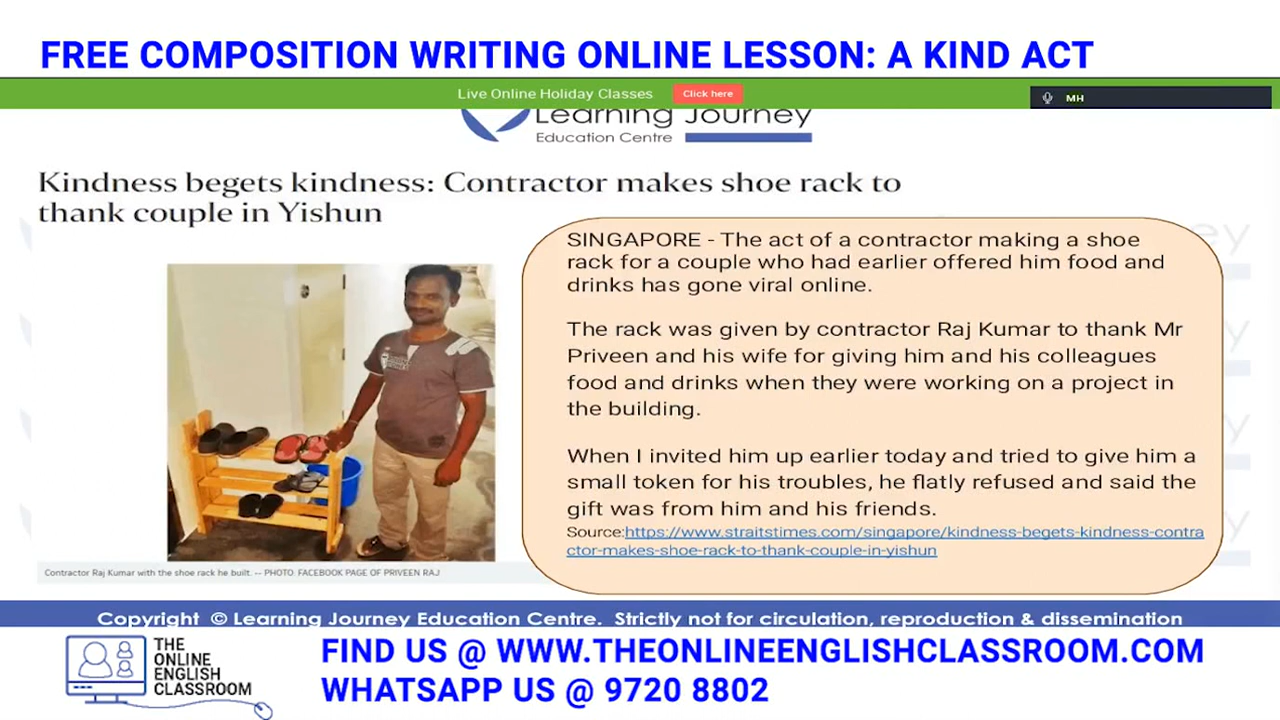 FREE COMPOSITION WRITING ONLINE LESSON: A KIND ACT
Live Online Holiday Classes
Click here
MH
Learning Journey
Education Centre
Kindness begets kindness: Contractor makes shoe rack to
thank couple in Yishun
SINGAPORE - The act of a contractor making a shoe
rack for a couple who had earlier offered him food and
drinks has gone viral online.
The rack was given by contractor Raj Kumar to thank Mr
Priveen and his wife for giving him and his colleagues
food and drinks when they were working on a project in
the building.
When I invited him up earlier today and tried to give him a
small token for his troubles, he flatly refused and said the
gift was from him and his friends.
Source:https://www.straitstimes.com/singapore/kindness-begets-kindness-contra
ctor-makes-shoe-rack-to-thank-couple-in-yishun
Contractor Raj Kumar with the shoe rack he built. -- PHOTO: FACEBOOK PAGE OF PRIVEEN RAJ
Copyright © Learning Journey Education Centre. Strictly not for circulation, reproduction & dissemination
THE
ONLINE
ENGLISH
CLASSROOM
FIND US @ WWW.THEONLINEENGLISHCLASSROOM.COM
WHATSAPP US @ 9720 8802